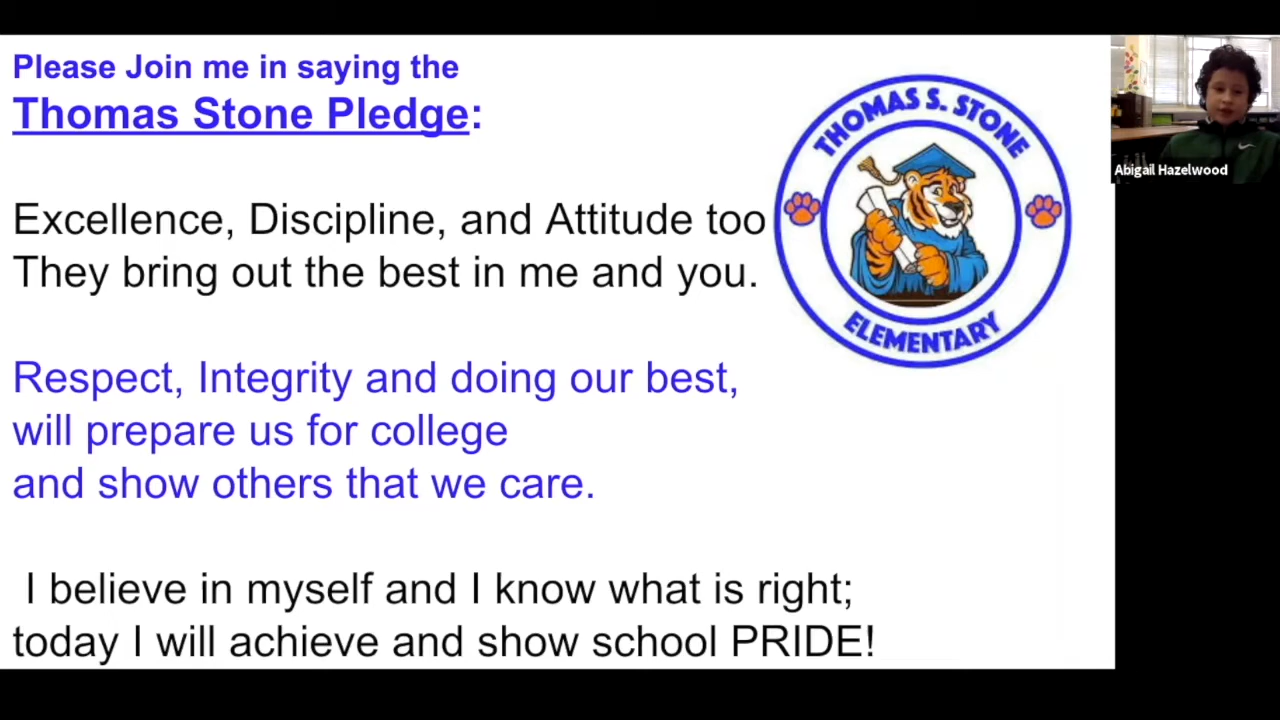 Please Join me in saying the
Thomas Stone Pledge:
Excellence, Discipline, and Attitude too
They bring out the best in me and you.
Respect, Integrity and doing our best,
will prepare us for college
and show others that we care.
I believe in myself and I know what is right;
today I will achieve and show school PRIDE!
THOMAS S. STONE
ELEMENTARY
Abigail Hazelwood